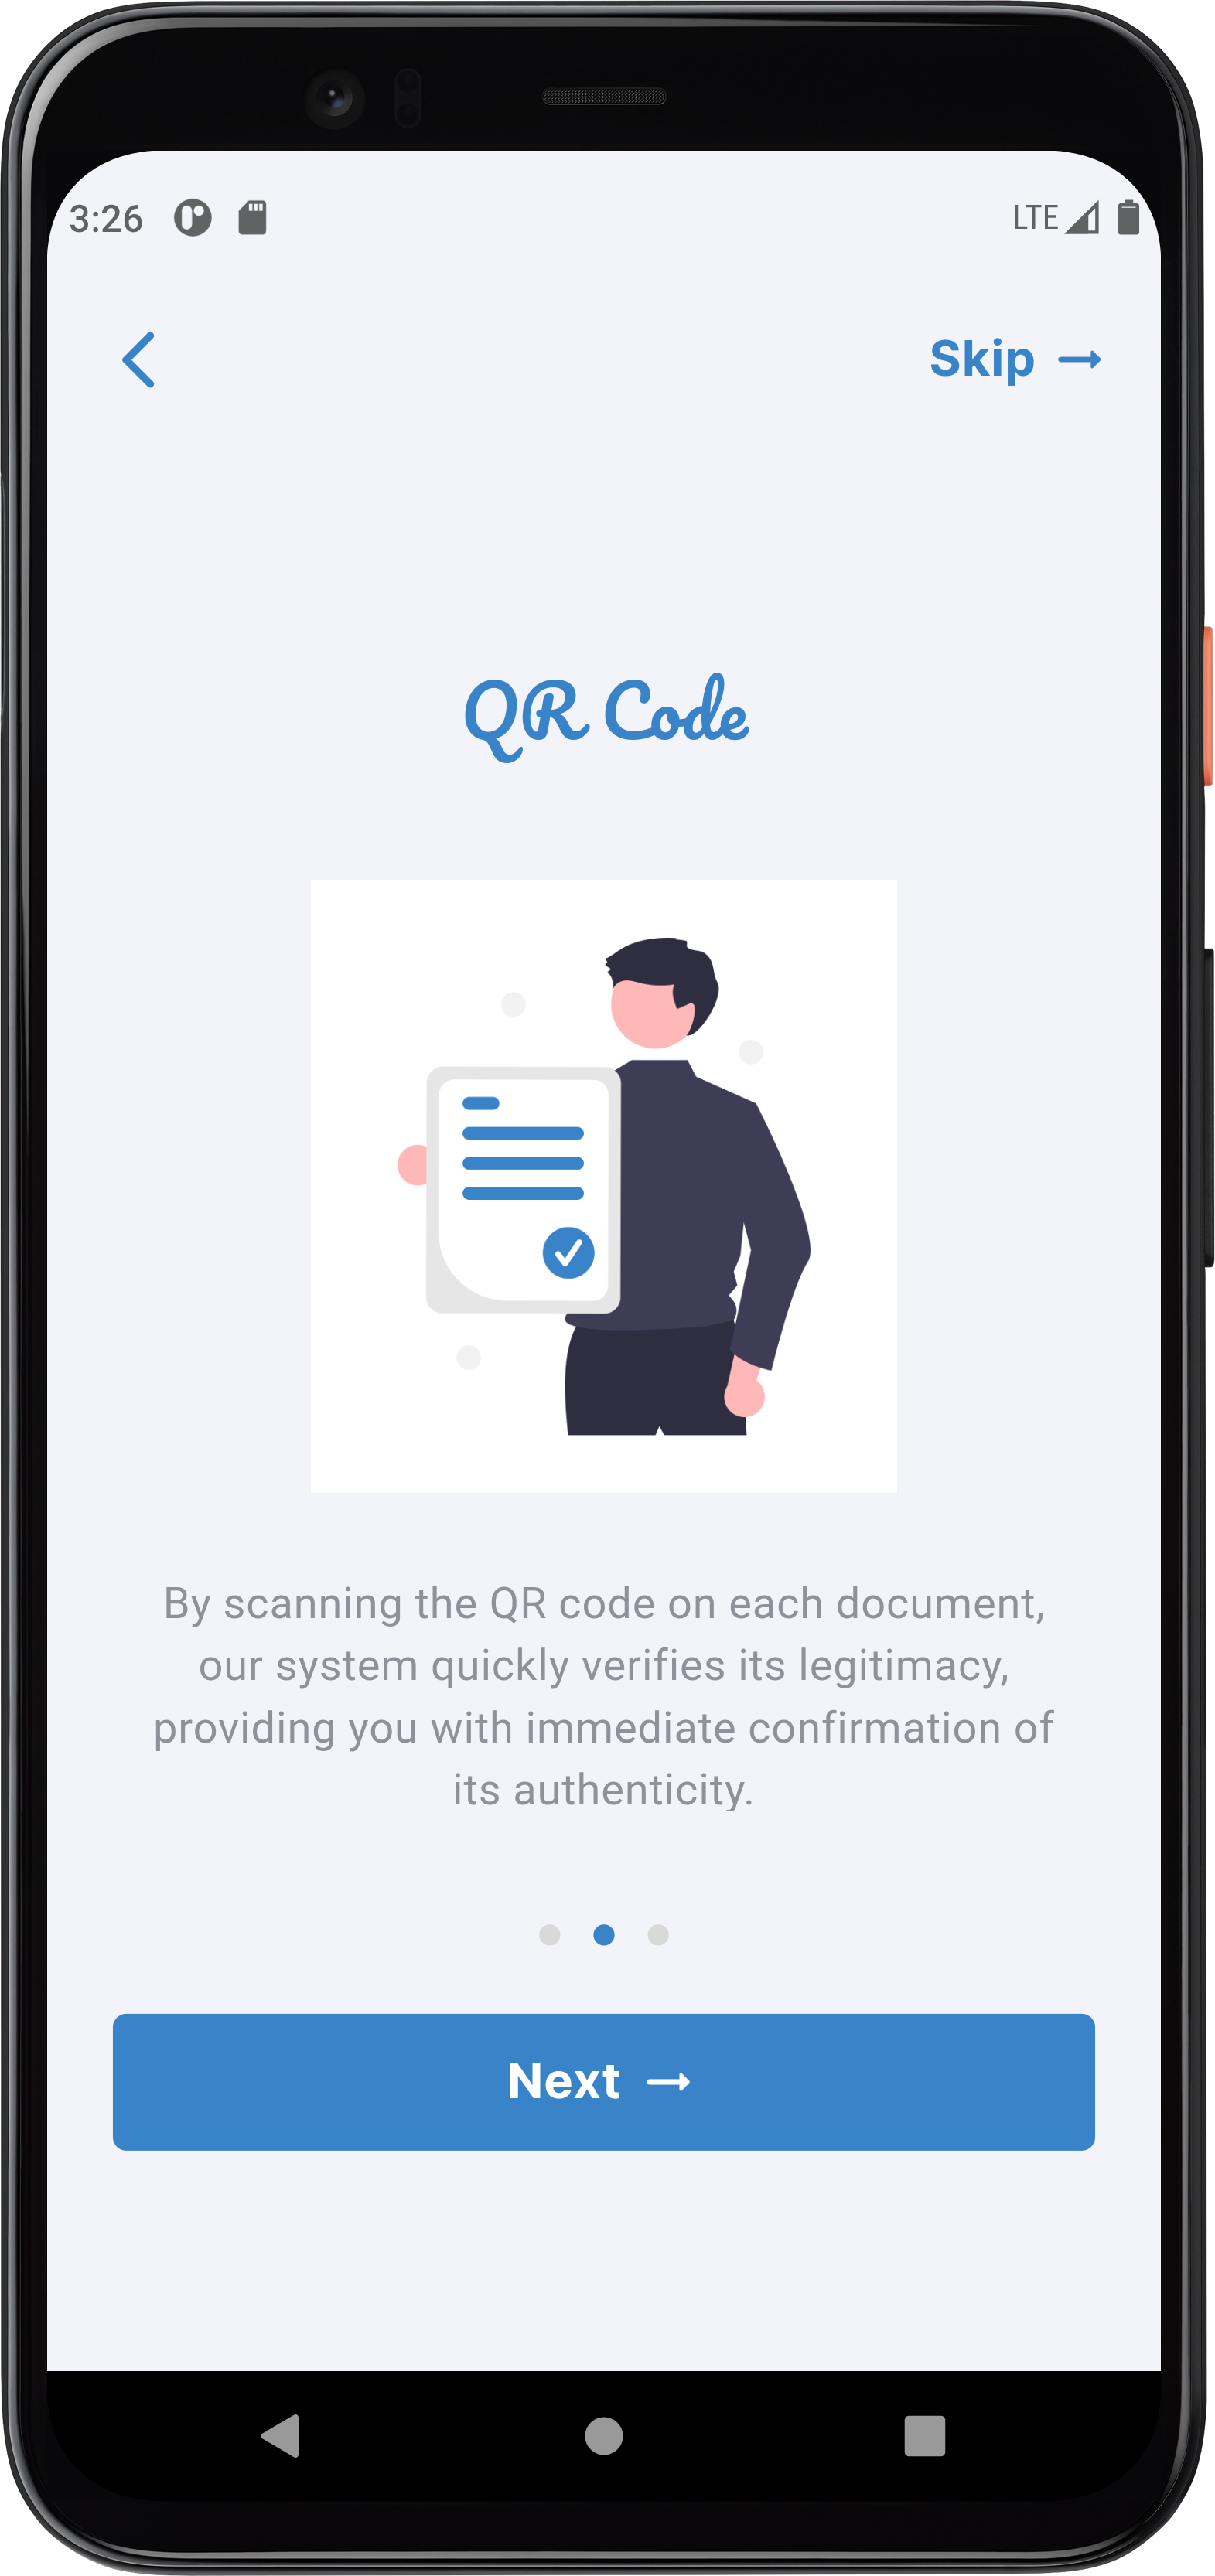 3:26
LTE
Skip
QR Code
By scanning the QR code on each document,
our system quickly verifies its legitimacy,
providing you with immediate confirmation of
its authenticity.
Next